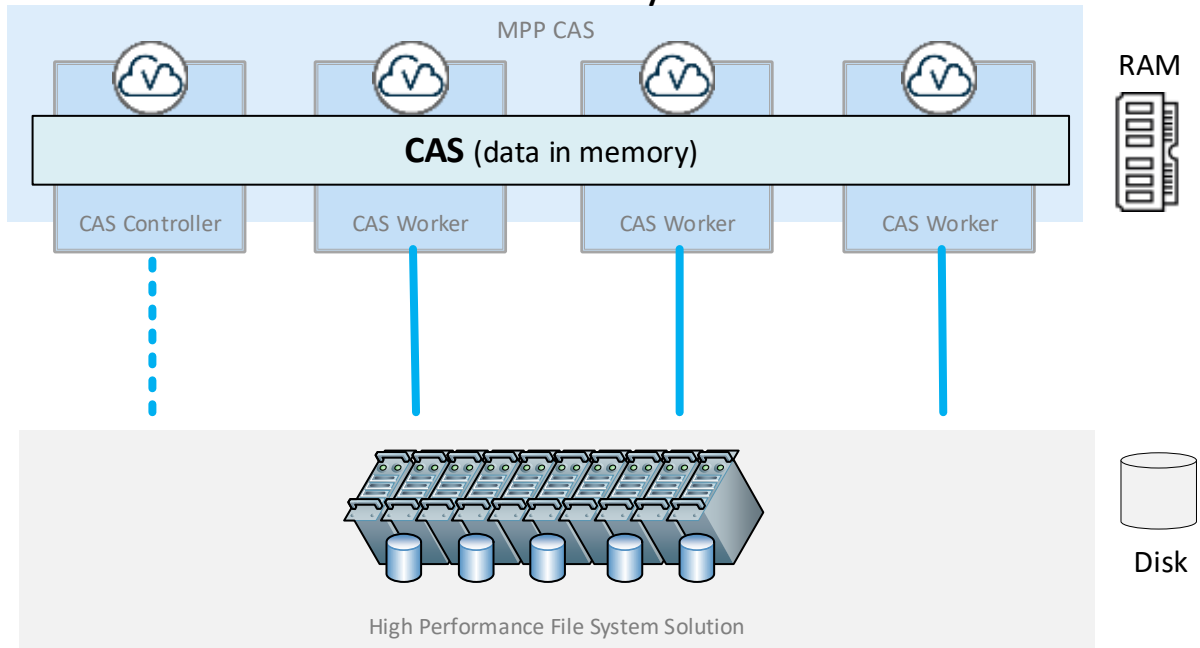 MPP CAS
RAM
CAS (data in memory)
CAS Controller
CAS Worker
CAS Worker
CAS Worker
Disk
High Performance File System Solution